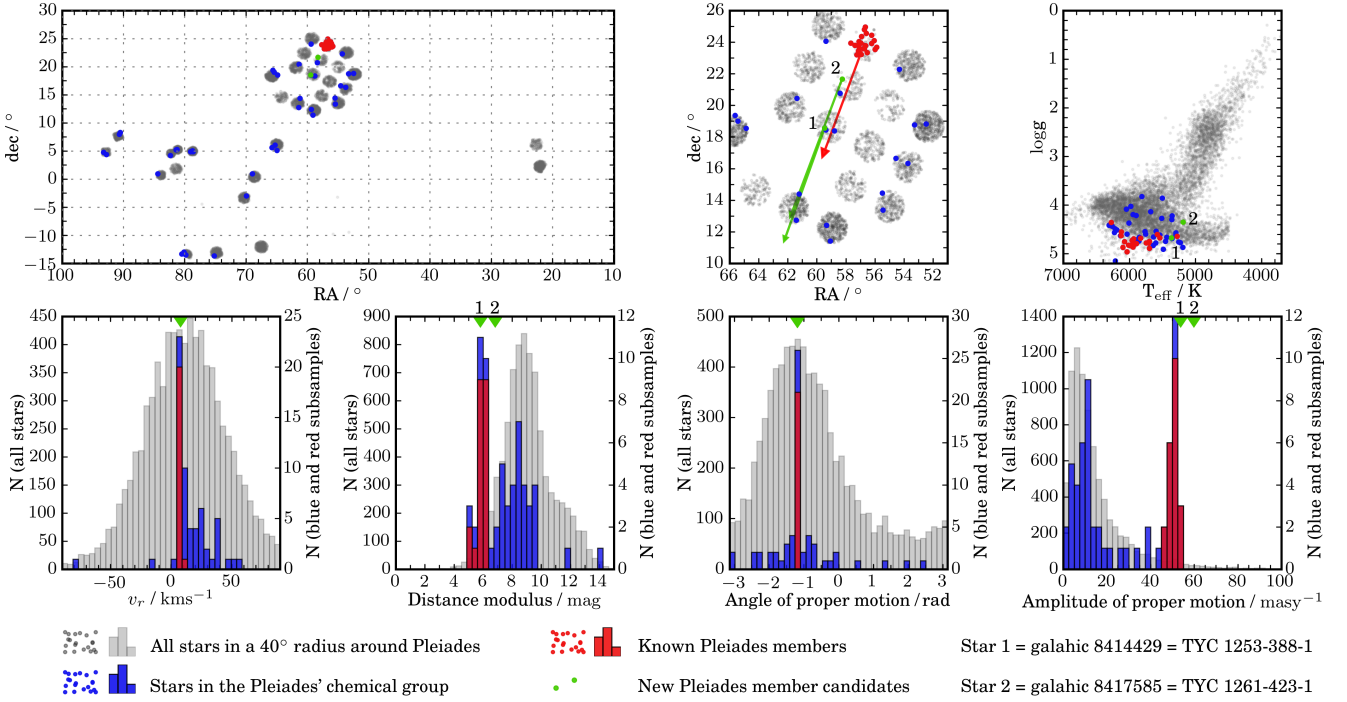 30
25
20
15
10
5
0
−5
−10
−15
dec / °
100 90 80 70 60 50 40 30 20 10
RA / °
26
24
22
20
18
16
14
12
10
dec / °
2
1
66 64 62 60 58 56 54 52
RA / °
0
1
2
3
4
5
logg
2
1
7000 6000 5000 4000
Teff / K
450
400
350
300
250
200
150
100
50
0
N (all stars)
25
20
15
10
5
0
N (blue and red subsamples)
−50 0 50
vr / kms−1
1 2
900
800
700
600
500
400
300
200
100
0
N (all stars)
12
10
8
6
4
2
0
N (blue and red subsamples)
0 2 4 6 8 10 12 14
Distance modulus / mag
500
400
300
200
100
0
N (all stars)
30
25
20
15
10
5
0
N (blue and red subsamples)
−3 −2 −1 0 1 2 3
Angle of proper motion / rad
1 2
1400
1200
1000
800
600
400
200
0
N (all stars)
12
10
8
6
4
2
0
N (blue and red subsamples)
0 20 40 60 80 100
Amplitude of proper motion / masy−1
All stars in a 40° radius around Pleiades
Known Pleiades members
Star 1 = galahic 8414429 = TYC 1253-388-1
Stars in the Pleiades' chemical group
New Pleiades member candidates
Star 2 = galahic 8417585 = TYC 1261-423-1